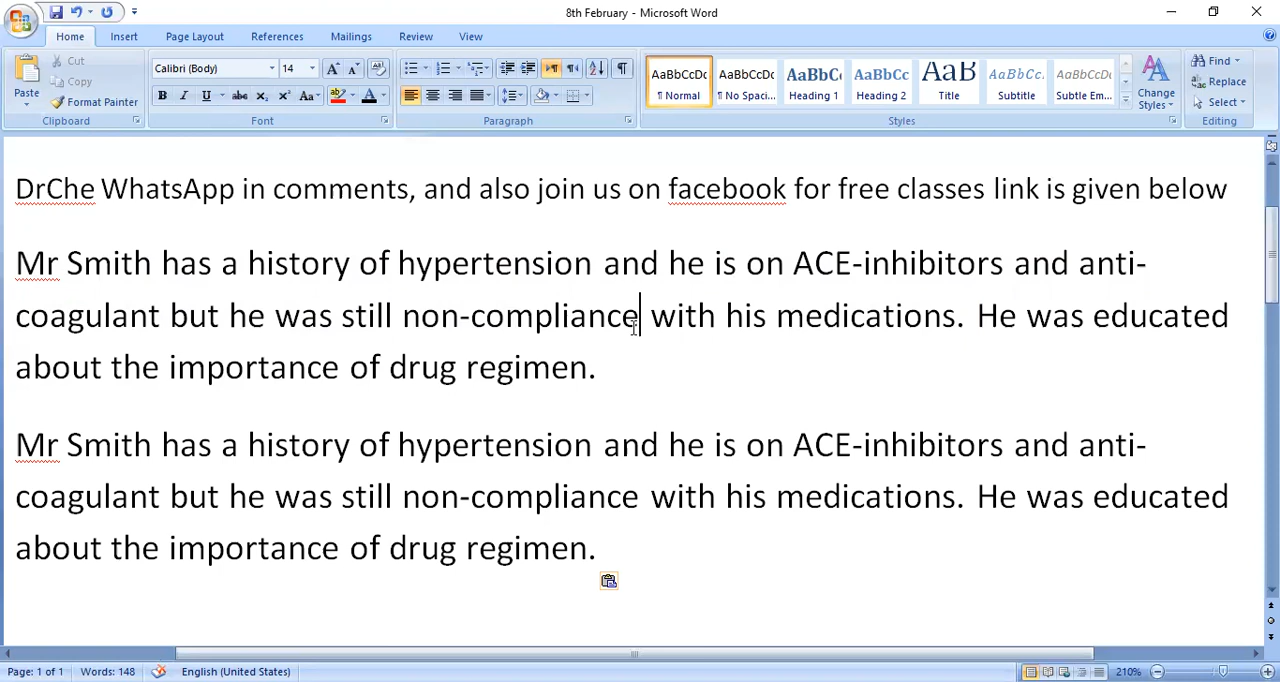 8th February - Microsoft Word
Home Insert Page Layout References Mailings Review View
Paste
Cut
Copy
Format Painter
Clipboard
Calibri (Body) 14
Font
Paragraph
AaBbCcDc AaBbCcDc AaBbC AaBbCc AaB AaBbCc. AaBbCcDc
¶ Normal ¶ No Spaci... Heading 1 Heading 2 Title Subtitle Subtle Em...
Change Styles
Styles
Find
Replace
Select
Editing
DrChe WhatsApp in comments, and also join us on facebook for free classes link is given below
Mr Smith has a history of hypertension and he is on ACE-inhibitors and anti-
coagulant but he was still non-compliance with his medications. He was educated
about the importance of drug regimen.
Mr Smith has a history of hypertension and he is on ACE-inhibitors and anti-
coagulant but he was still non-compliance with his medications. He was educated
about the importance of drug regimen.
Page: 1 of 1 Words: 148 English (United States) 210%